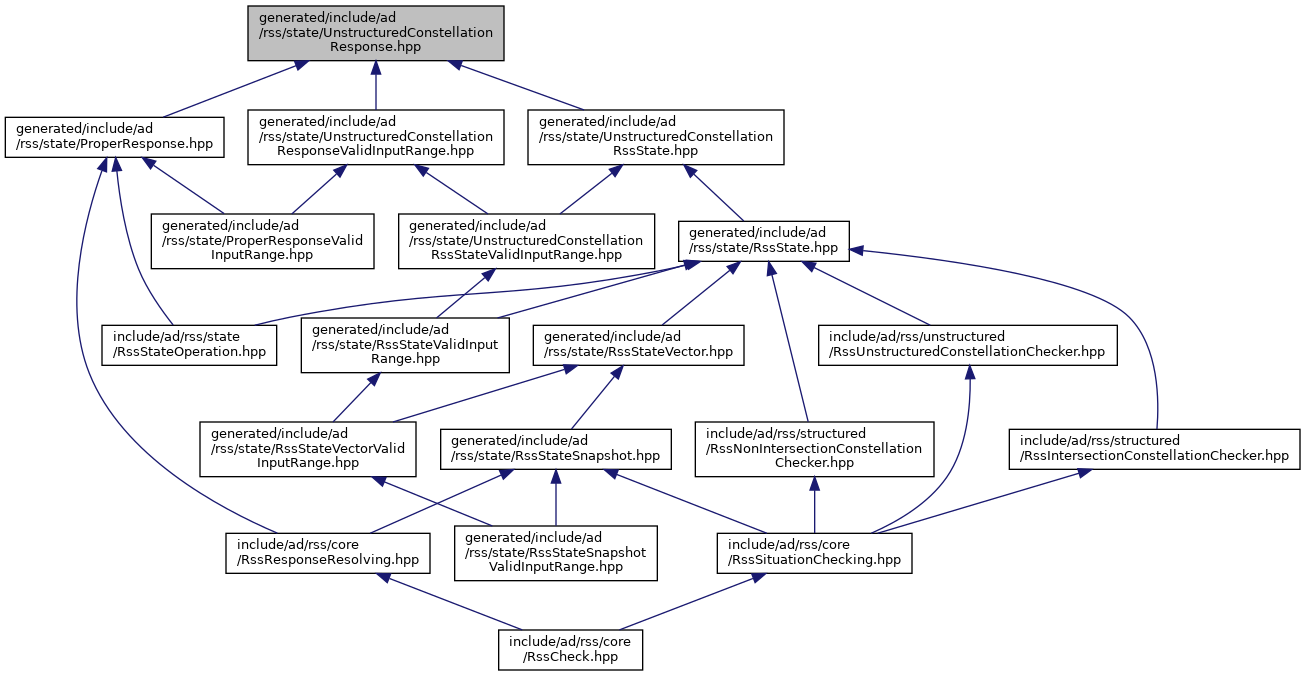 generated/include/ad
/rss/state/UnstructuredConstellation
Response.hpp
generated/include/ad
/rss/state/ProperResponse.hpp
generated/include/ad
/rss/state/UnstructuredConstellation
ResponseValidInputRange.hpp
generated/include/ad
/rss/state/UnstructuredConstellation
RssState.hpp
generated/include/ad
/rss/state/ProperResponseValid
InputRange.hpp
generated/include/ad
/rss/state/UnstructuredConstellation
RssStateValidInputRange.hpp
generated/include/ad
/rss/state/RssState.hpp
include/ad/rss/state
/RssStateOperation.hpp
generated/include/ad
/rss/state/RssStateValidInput
Range.hpp
generated/include/ad
/rss/state/RssStateVector.hpp
include/ad/rss/unstructured
/RssUnstructuredConstellationChecker.hpp
generated/include/ad
/rss/state/RssStateVectorValid
InputRange.hpp
generated/include/ad
/rss/state/RssStateSnapshot.hpp
include/ad/rss/structured
/RssNonIntersectionConstellation
Checker.hpp
include/ad/rss/structured
/RssIntersectionConstellationChecker.hpp
include/ad/rss/core
/RssResponseResolving.hpp
generated/include/ad
/rss/state/RssStateSnapshot
ValidInputRange.hpp
include/ad/rss/core
/RssSituationChecking.hpp
include/ad/rss/core
/RssCheck.hpp